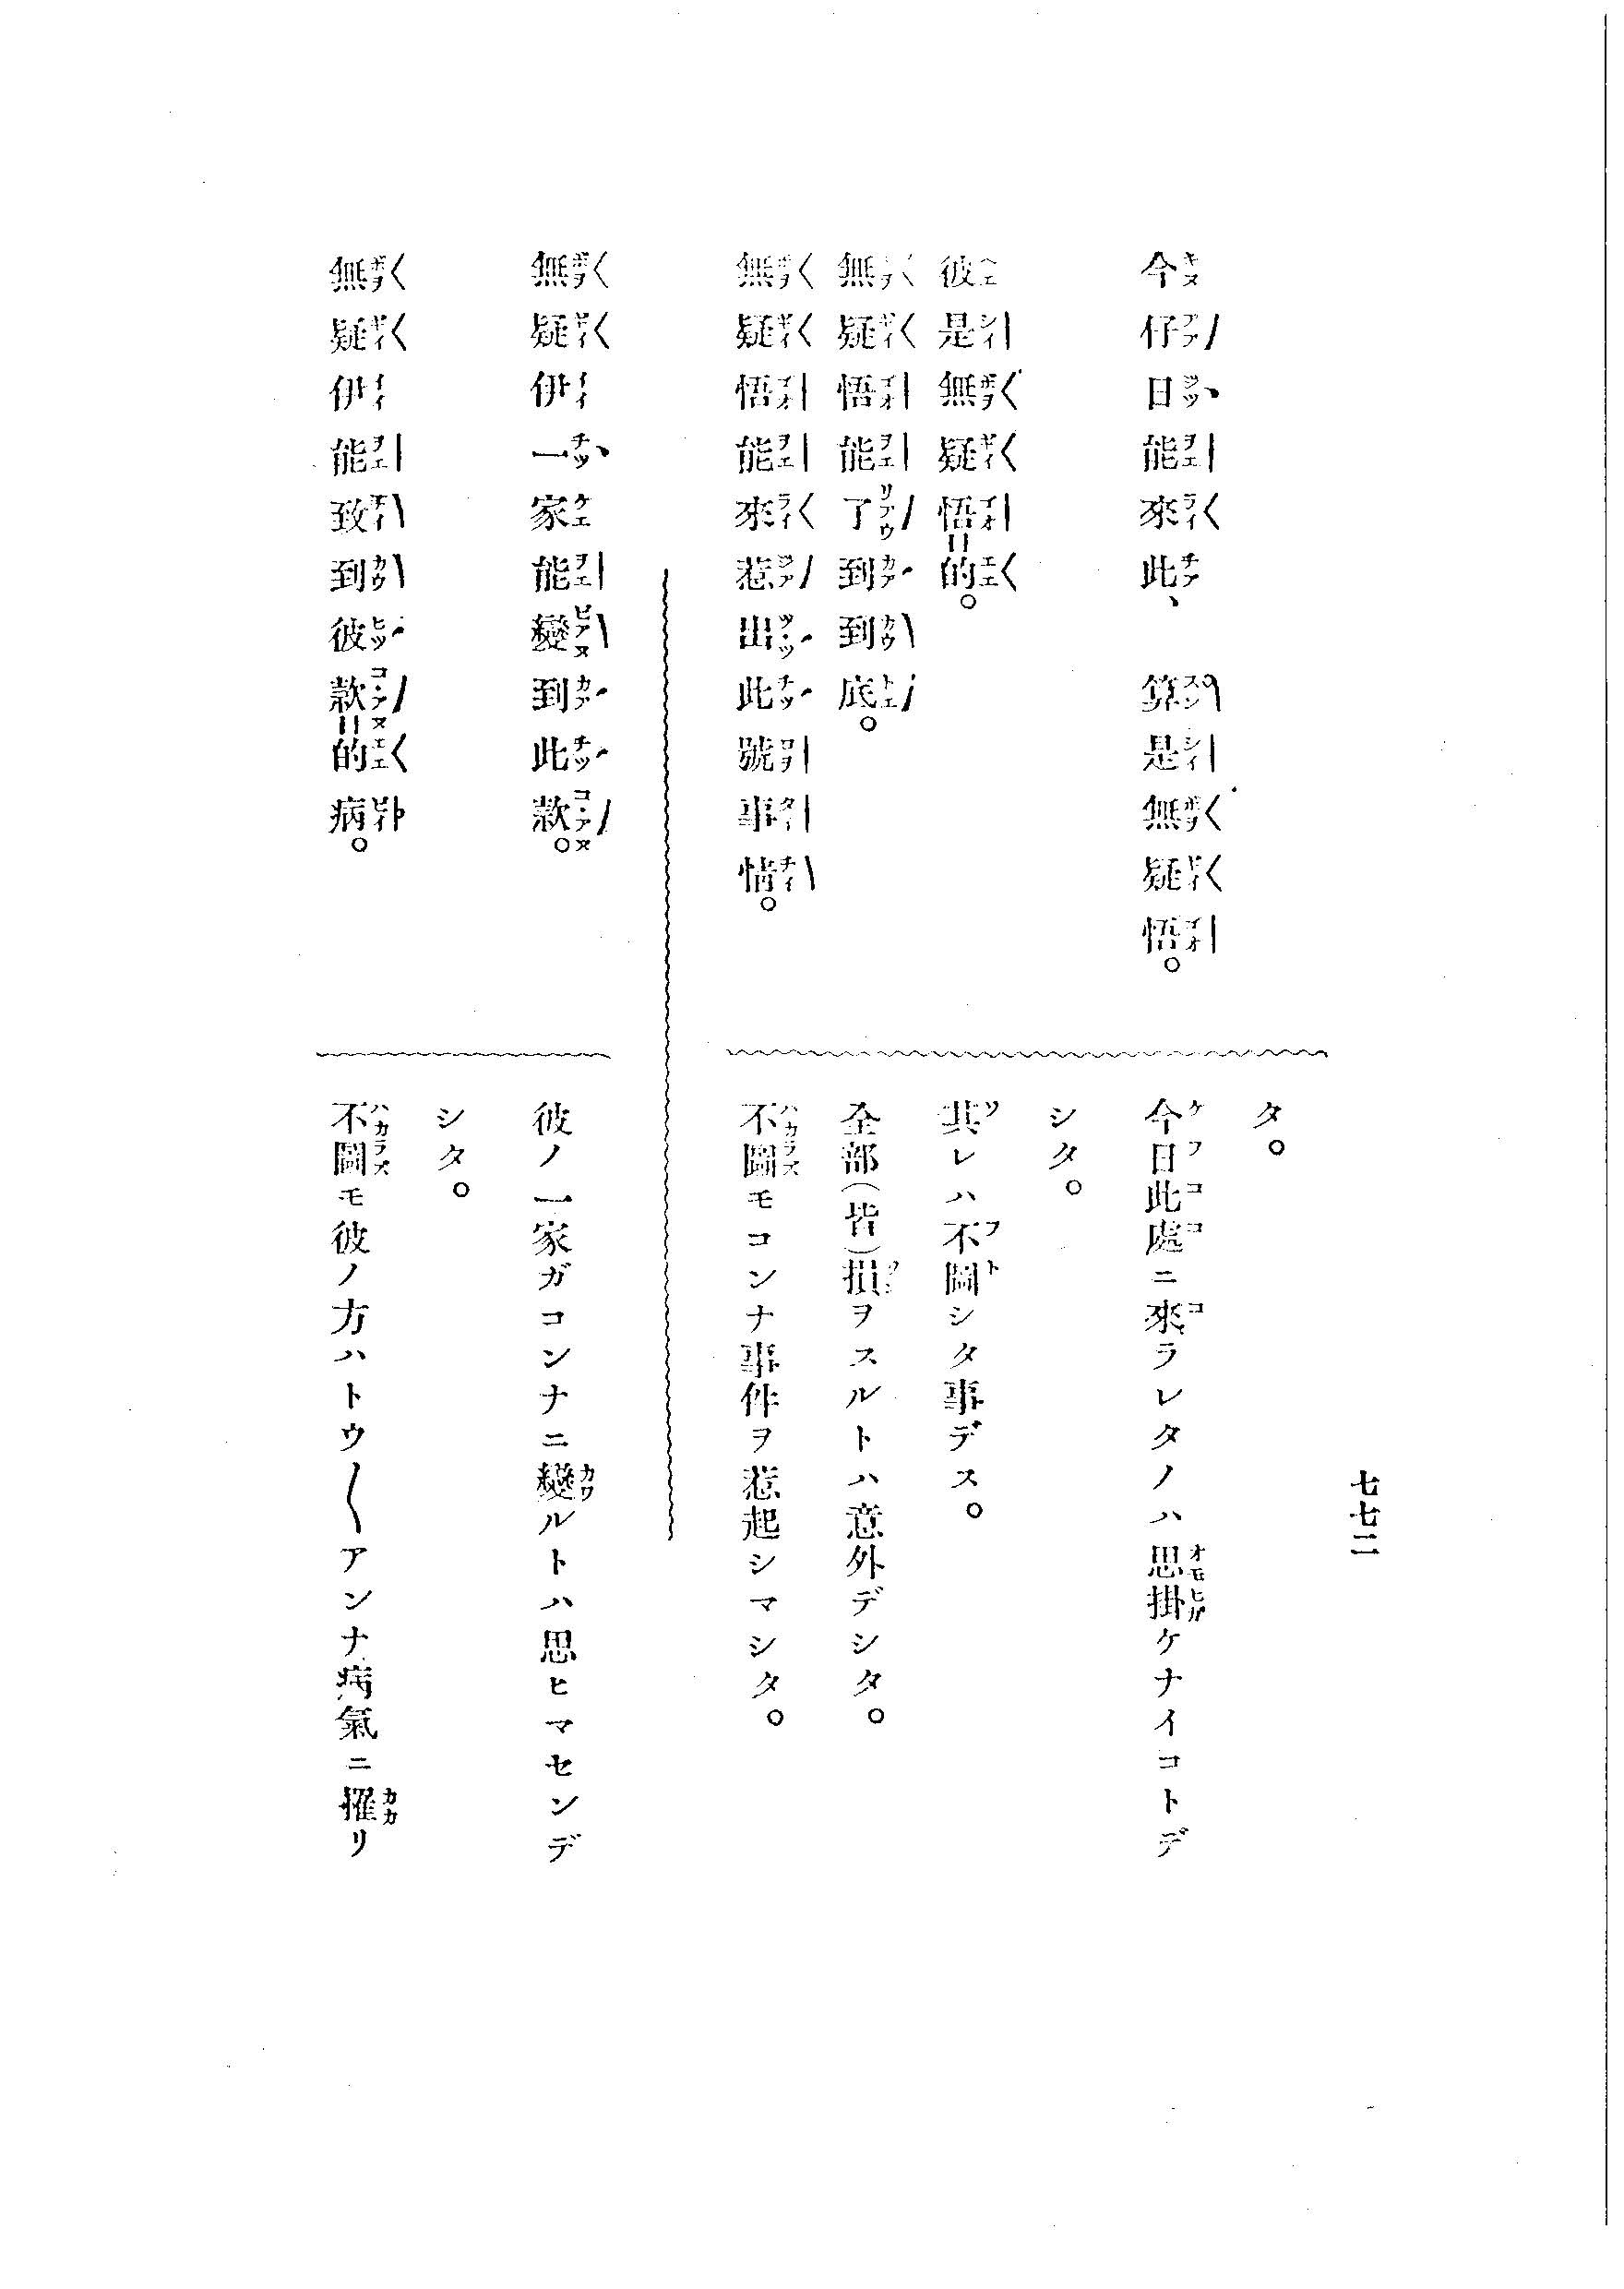 七七二
タ。
今仔日能來此、算是無疑悟。
今日此處ニ來ラレタノハ思掛ケナイコトデ
シタ。
彼是無疑悟=的。
其レハ不圖シタ事デス。
無疑悟能了到到底。
全部(皆)損ヲスルトハ意外デシタ。
無疑悟能來惹出此號事情。
不圖モコンナ事件ヲ惹起シマシタ。
無疑伊一家能變到此款。
彼ノ一家ガコンナニ變ルトハ思ヒマセンデ
シタ。
無疑伊能致到彼款=的病。
不圖モ彼ノ方ハトウ〱アンナ病氣ニ罹リ